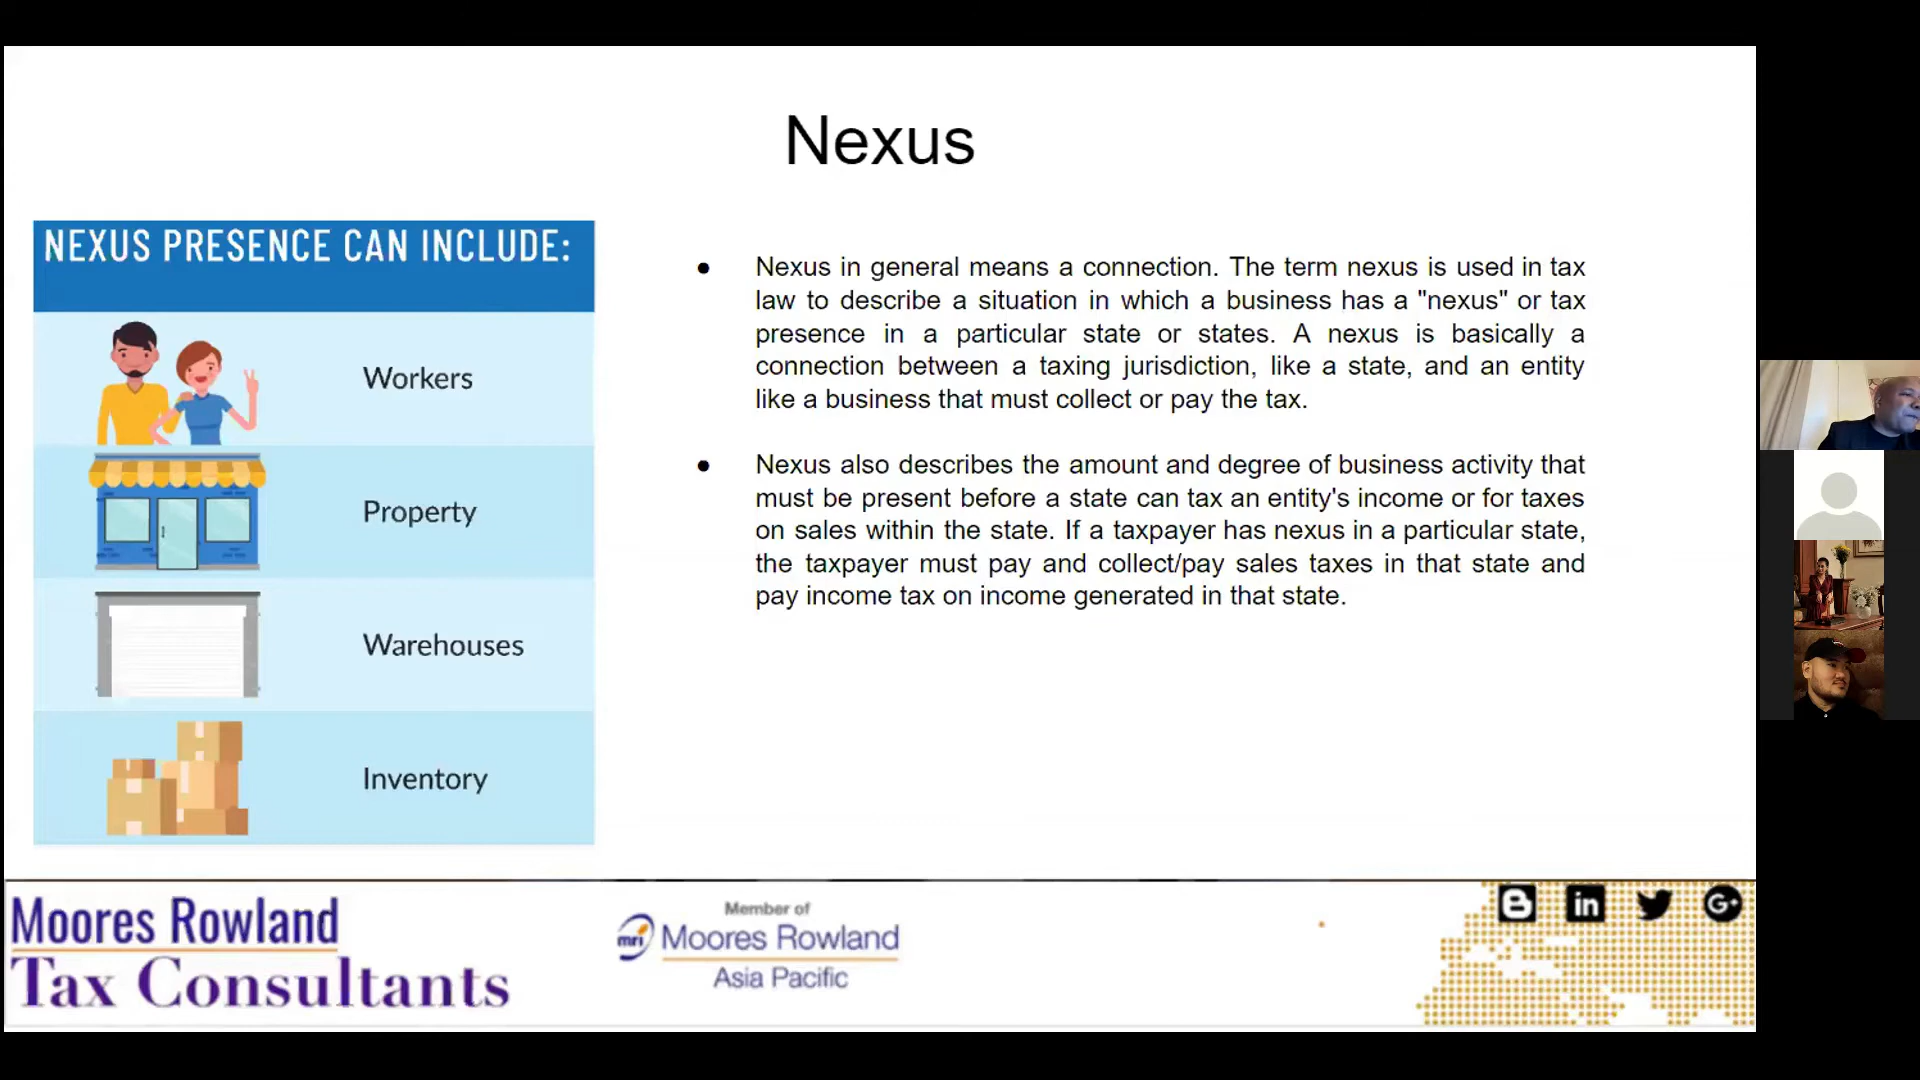 Nexus
NEXUS PRESENCE CAN INCLUDE:
Workers
Property
Warehouses
Inventory
● Nexus in general means a connection. The term nexus is used in tax
law to describe a situation in which a business has a "nexus" or tax
presence in a particular state or states. A nexus is basically a
connection between a taxing jurisdiction, like a state, and an entity
like a business that must collect or pay the tax.
● Nexus also describes the amount and degree of business activity that
must be present before a state can tax an entity's income or for taxes
on sales within the state. If a taxpayer has nexus in a particular state,
the taxpayer must pay and collect/pay sales taxes in that state and
pay income tax on income generated in that state.
Moores Rowland
Tax Consultants
Member of
mri Moores Rowland
Asia Pacific
in
G+